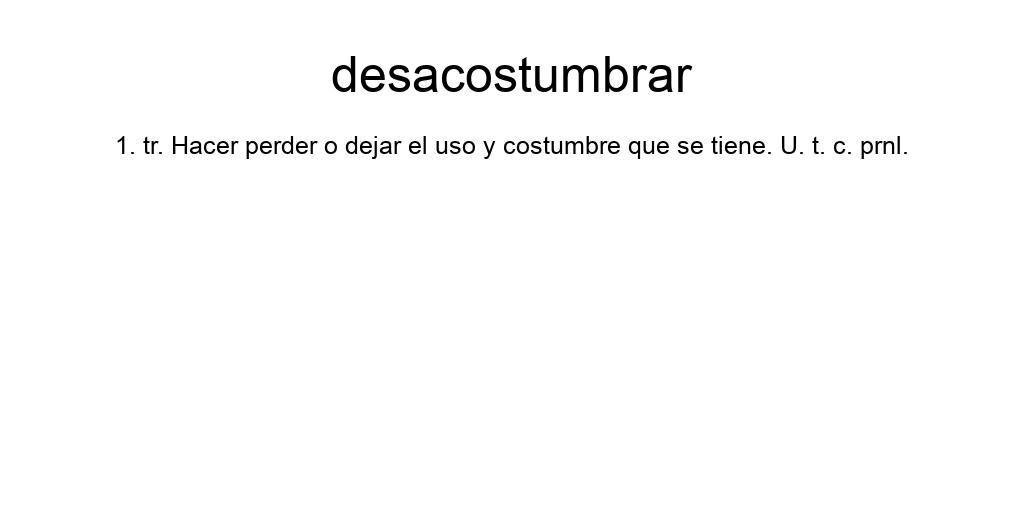 desacostumbrar
1. tr. Hacer perder o dejar el uso y costumbre que se tiene. U. t. c. prnl.